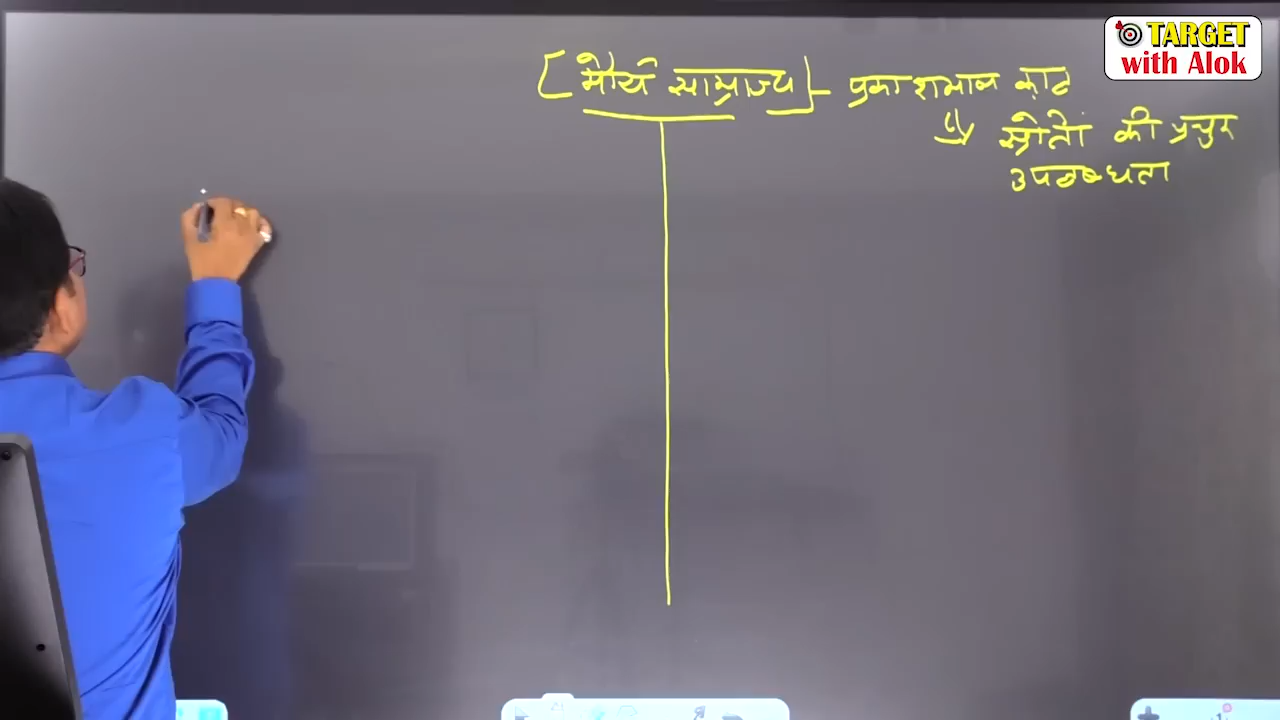 TARGET
with Alok
[मौर्य साम्राज्य] - प्रकाशमान काल
स्रोतों की प्रचुर
उपलब्धता